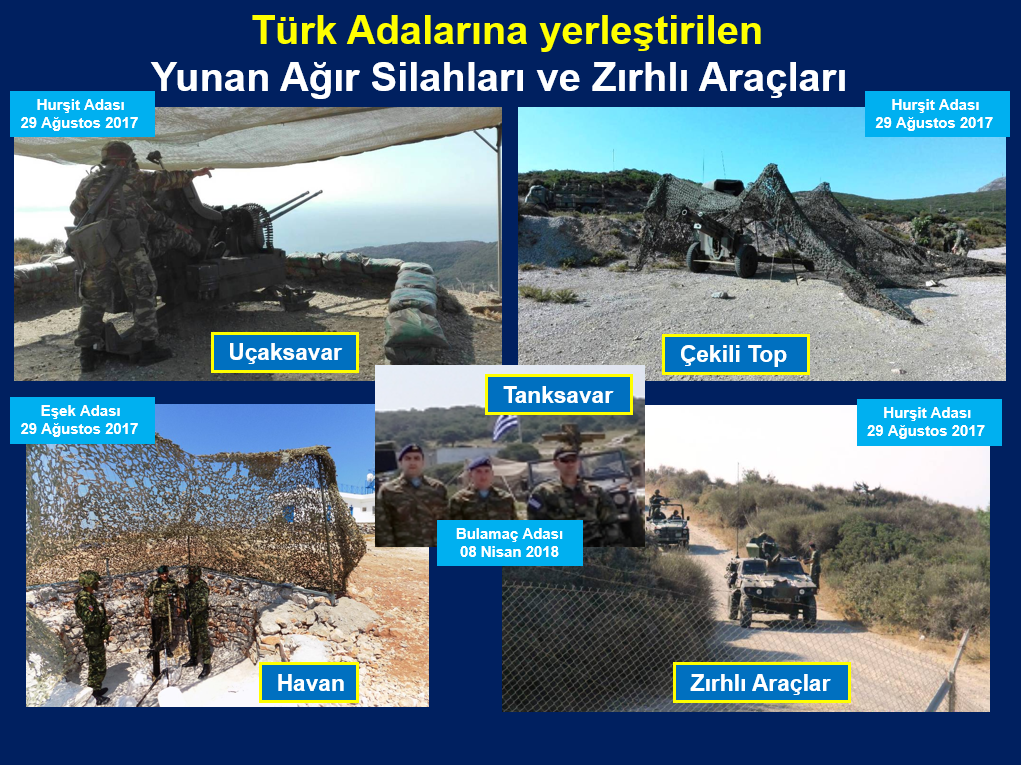 Türk Adalarına yerleştirilen
Yunan Ağır Silahları ve Zırhlı Araçları
Hurşit Adası
29 Ağustos 2017
Hurşit Adası
29 Ağustos 2017
Uçaksavar
Çekili Top
Tanksavar
Eşek Adası
29 Ağustos 2017
Hurşit Adası
29 Ağustos 2017
Bulamaç Adası
08 Nisan 2018
Havan
Zırhlı Araçlar